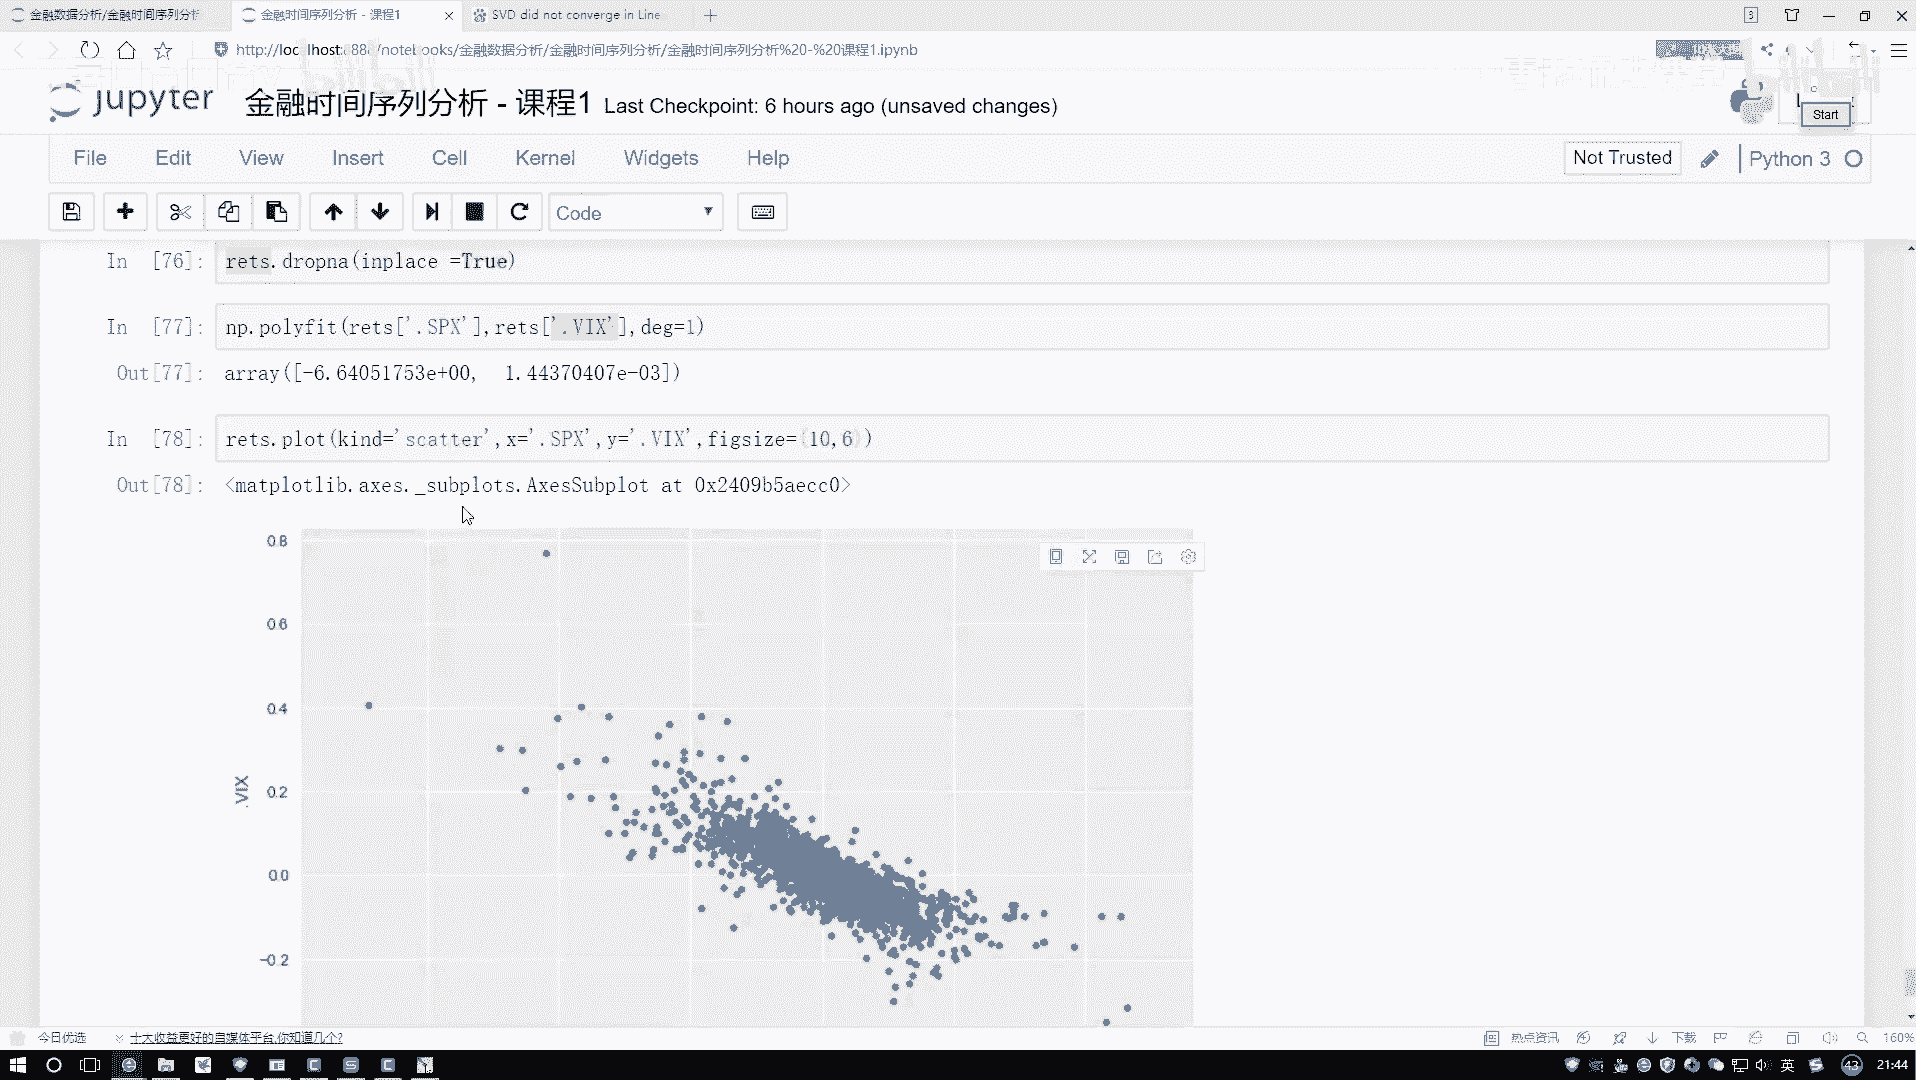 金融数据分析/金融时间序列分析
金融时间序列分析 - 课程1
SVD did not converge in Line
/notebooks/金融数据分析/金融时间序列分析/金融时间序列分析%20-%20课程1.ipynb
jupyter
金融时间序列分析 - 课程1 Last Checkpoint: 6 hours ago (unsaved changes)
Start
File Edit View Insert Cell Kernel Widgets Help
Not Trusted
Python 3
Code
In [76]: rets.dropna(inplace =True)
In [77]: np.polyfit(rets['.SPX'],rets['.VIX'],deg=1)
Out[77]: array([-6.64051753e+00, 1.44370407e-03])
In [78]: rets.plot(kind='scatter',x='.SPX',y='.VIX',figsize=(10,6))
Out[78]: <matplotlib.axes._subplots.AxesSubplot at 0x2409b5aecc0>
0.8
0.6
0.4
.VIX
0.2
0.0
−0.2
今日优选
十大收益更好的自媒体平台,你知道几个?
热点资讯
下载
160%
英
43
21:44